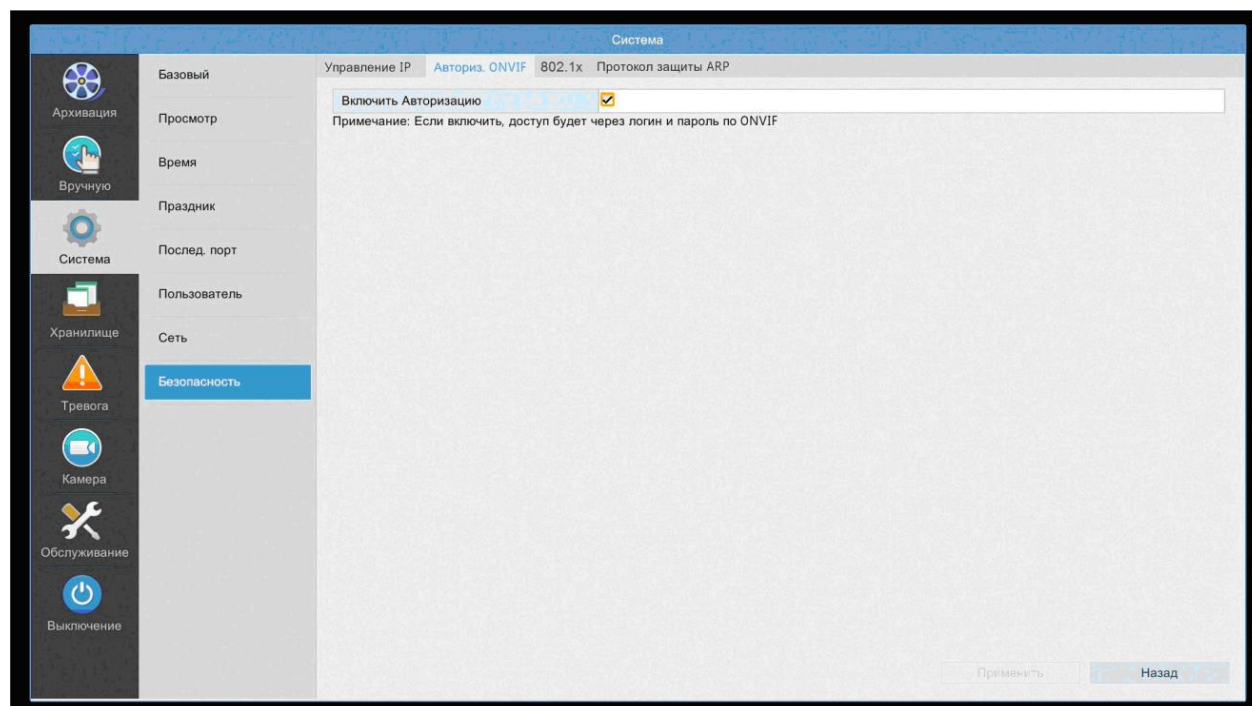 Система
Архивация
Вручную
Система
Хранилище
Тревога
Камера
Обслуживание
Выключение
Базовый
Просмотр
Время
Праздник
Послед. порт
Пользователь
Сеть
Безопасность
Управление IP Авториз. ONVIF 802.1x Протокол защиты ARP
Включить Авторизацию
Примечание: Если включить, доступ будет через логин и пароль по ONVIF
Применить Назад